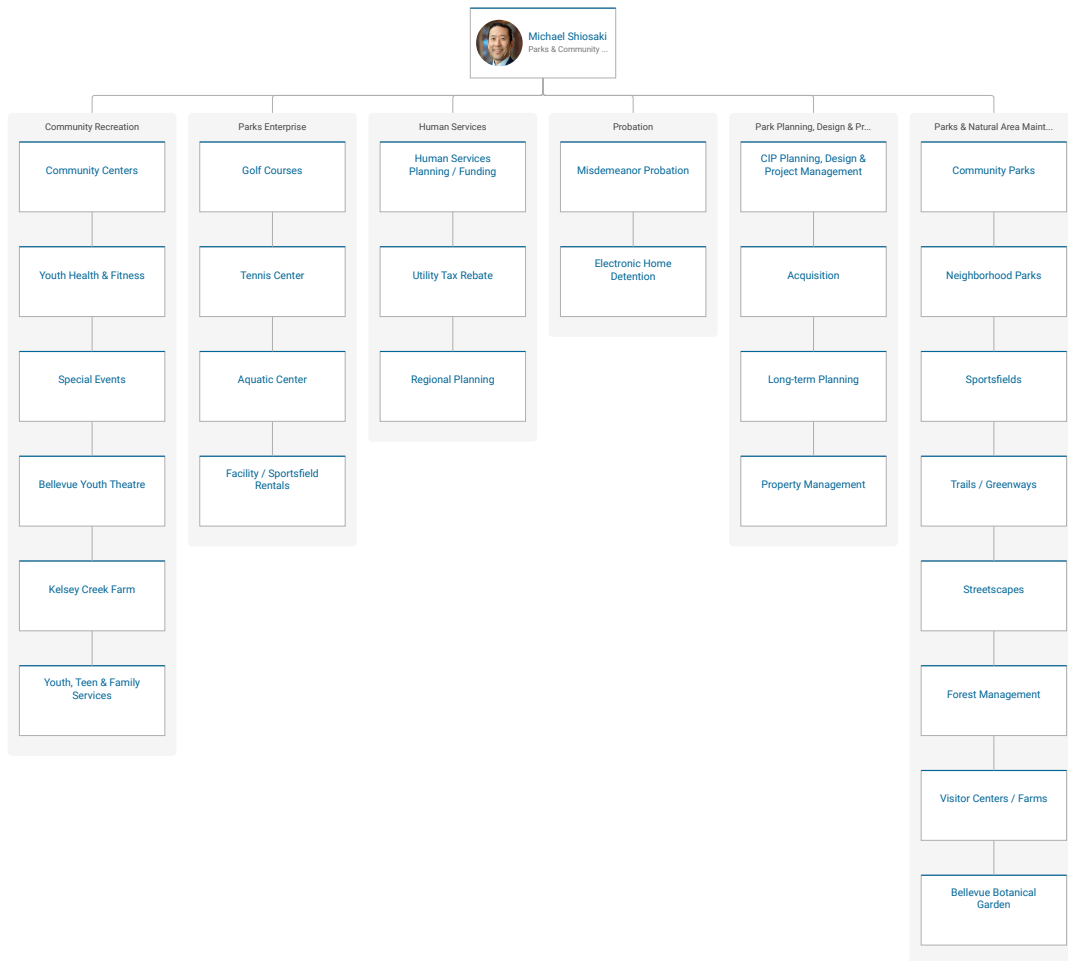 Michael Shiosaki
Parks & Community ...
Community Recreation
Community Centers
Youth Health & Fitness
Special Events
Bellevue Youth Theatre
Kelsey Creek Farm
Youth, Teen & Family
Services
Parks Enterprise
Golf Courses
Tennis Center
Aquatic Center
Facility / Sportsfield
Rentals
Human Services
Human Services
Planning / Funding
Utility Tax Rebate
Regional Planning
Probation
Misdemeanor Probation
Electronic Home
Detention
Park Planning, Design & Pr...
CIP Planning, Design &
Project Management
Acquisition
Long-term Planning
Property Management
Parks & Natural Area Maint...
Community Parks
Neighborhood Parks
Sportsfields
Trails / Greenways
Streetscapes
Forest Management
Visitor Centers / Farms
Bellevue Botanical
Garden